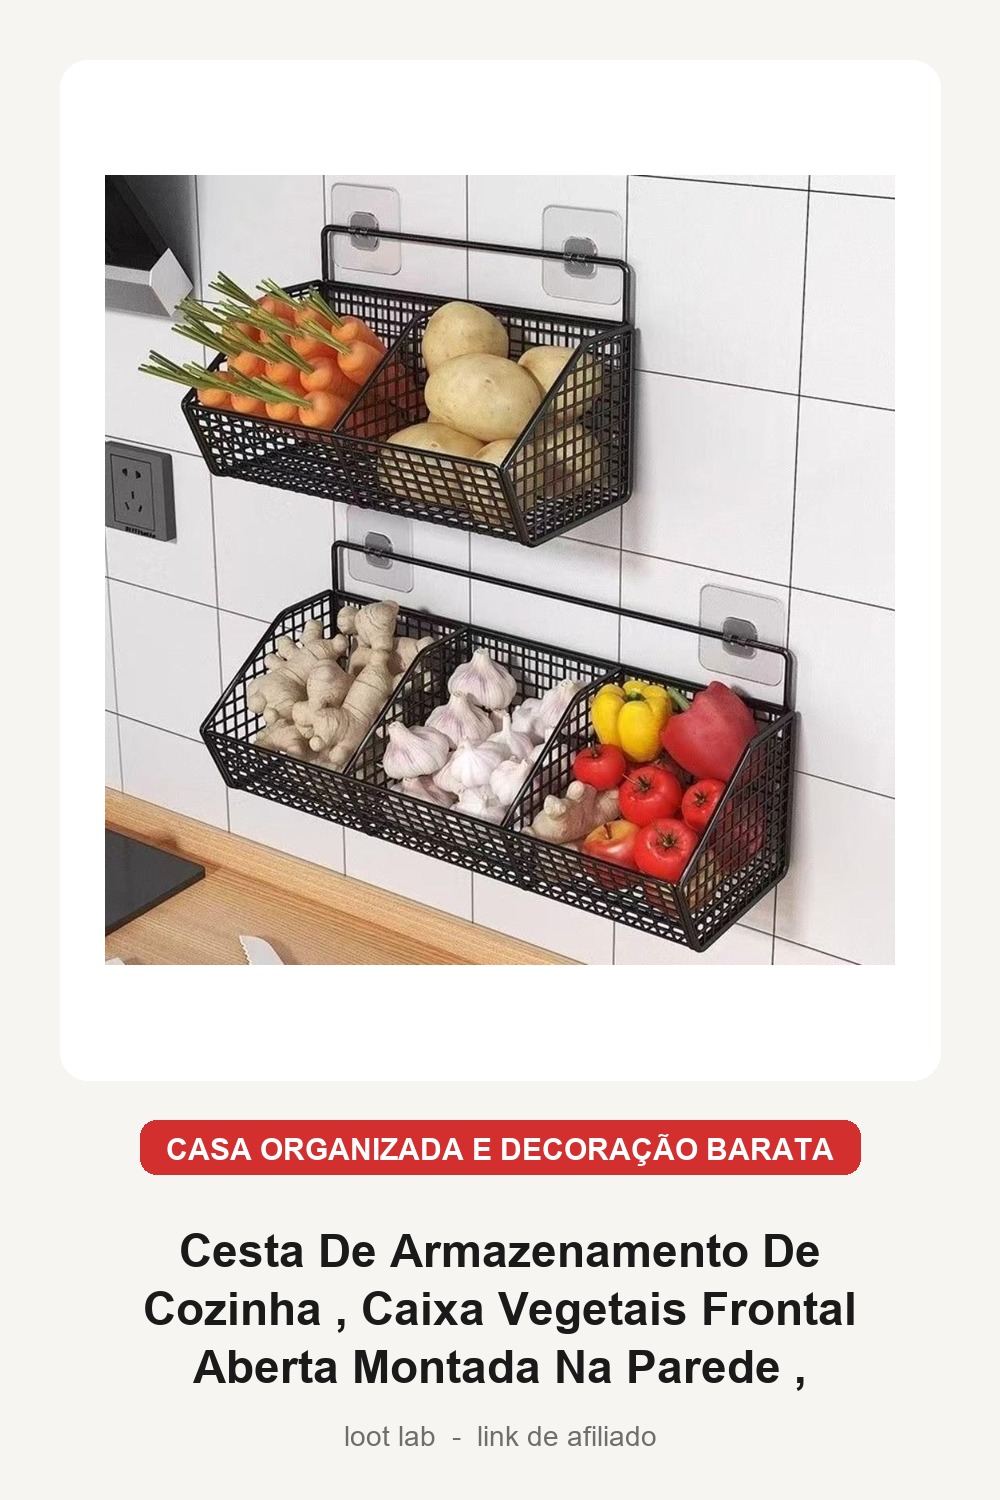 CASA ORGANIZADA E DECORAÇÃO BARATA
Cesta De Armazenamento De
Cozinha , Caixa Vegetais Frontal
Aberta Montada Na Parede ,
loot lab - link de afiliado